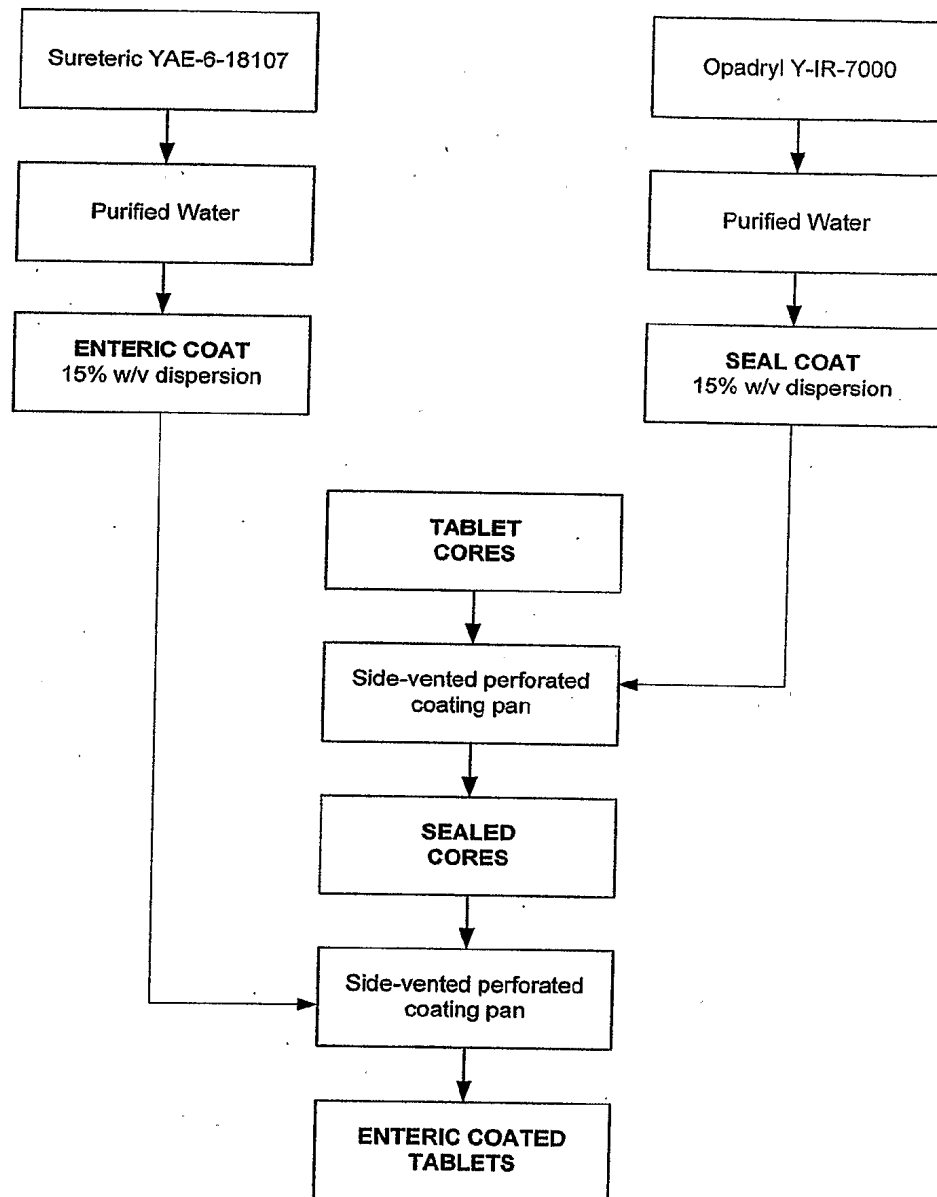 Sureteric YAE-6-18107
Opadryl Y-IR-7000
Purified Water
Purified Water
ENTERIC COAT
15% w/v dispersion
SEAL COAT
15% w/v dispersion
TABLET
CORES
Side-vented perforated
coating pan
SEALED
CORES
Side-vented perforated
coating pan
ENTERIC COATED
TABLETS